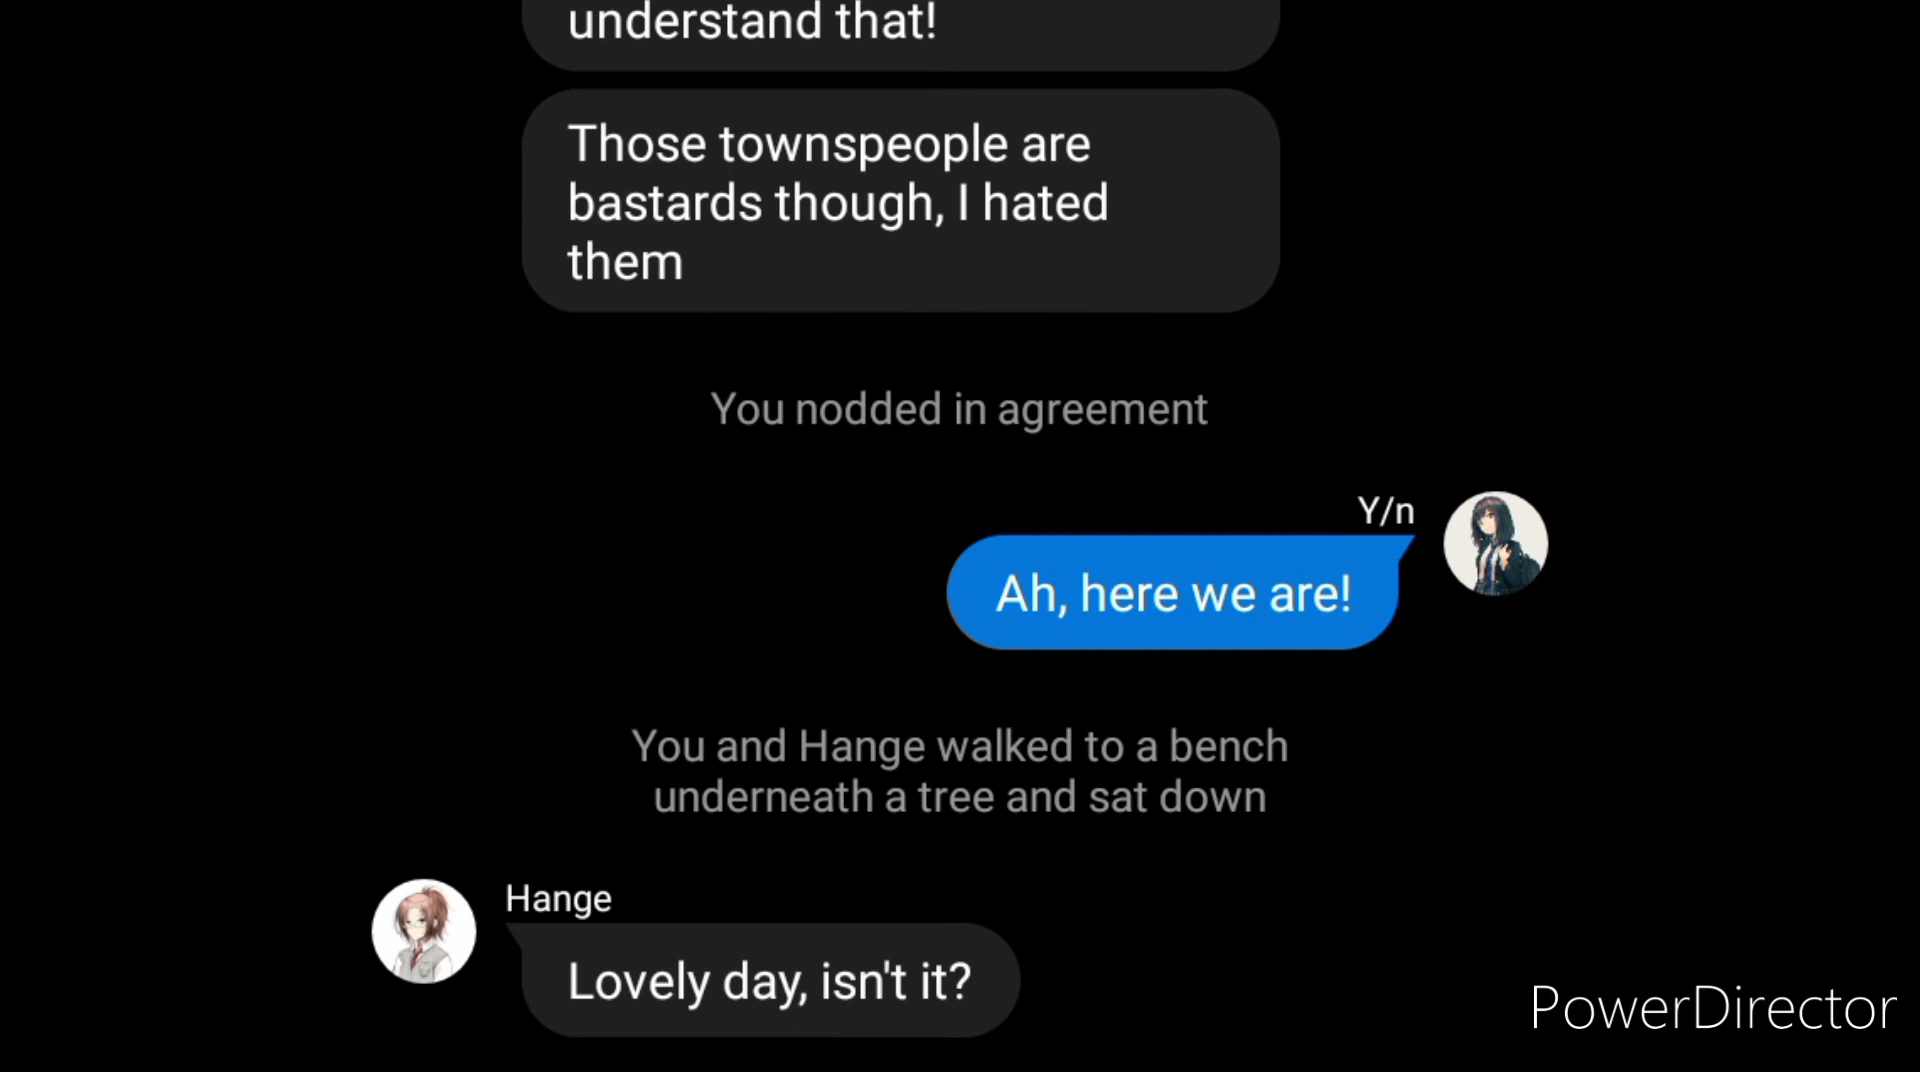 understand that!
Those townspeople are
bastards though, I hated
them
You nodded in agreement
Y/n
Ah, here we are!
You and Hange walked to a bench
underneath a tree and sat down
Hange
Lovely day, isn't it?
PowerDirector